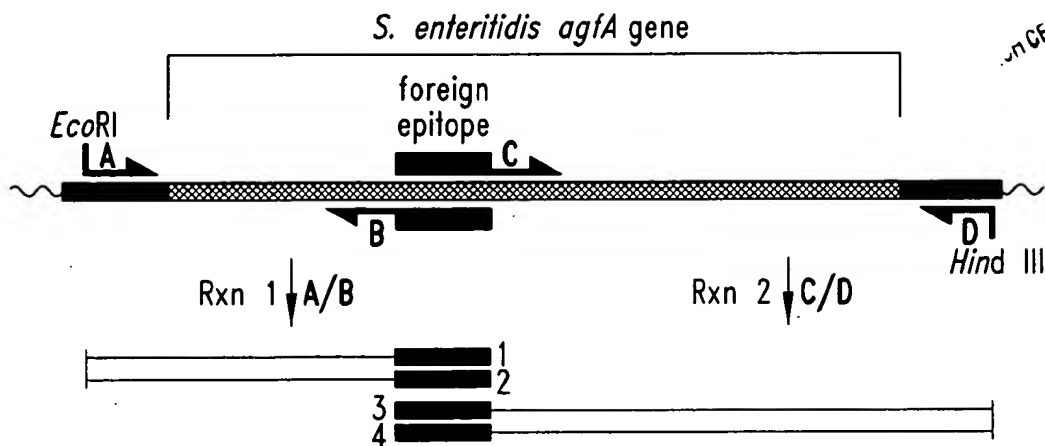 S. enteritidis agfA gene
foreign
epitope
EcoRI
A
C
B
D
Hind III
Rxn 1 A/B
Rxn 2 C/D
1
2
3
4